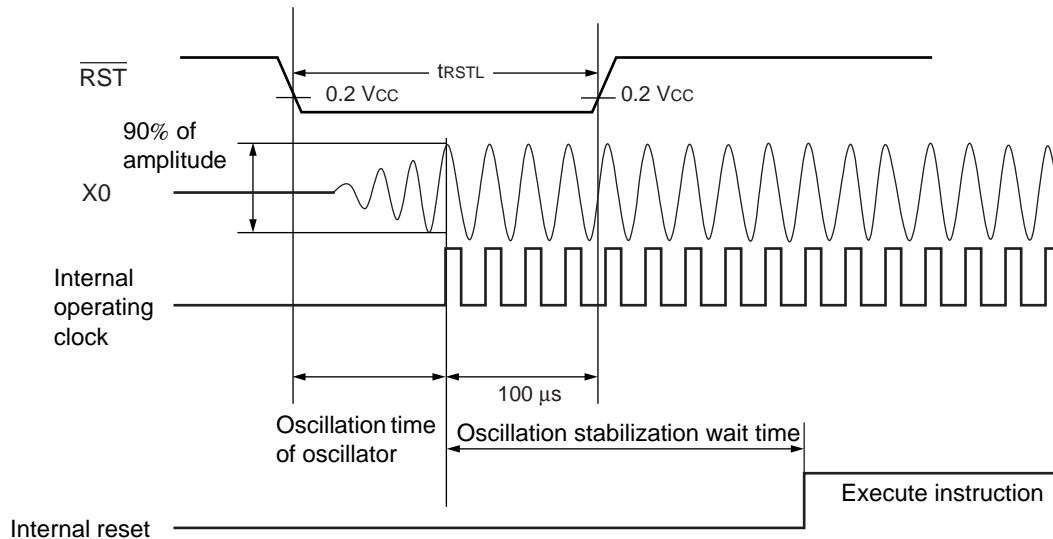 RST
tRSTL
0.2 VCC
0.2 VCC
90% of
amplitude
X0
Internal
operating
clock
100 μs
Oscillation time
of oscillator
Oscillation stabilization wait time
Execute instruction
Internal reset